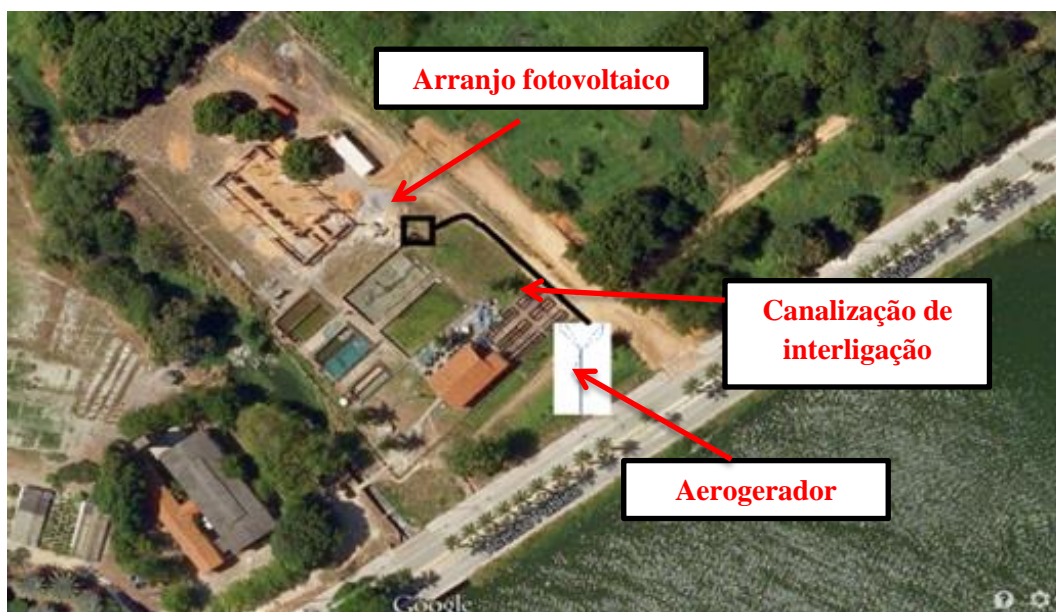 Arranjo fotovoltaico
Canalização de
interligação
Aerogerador
Google